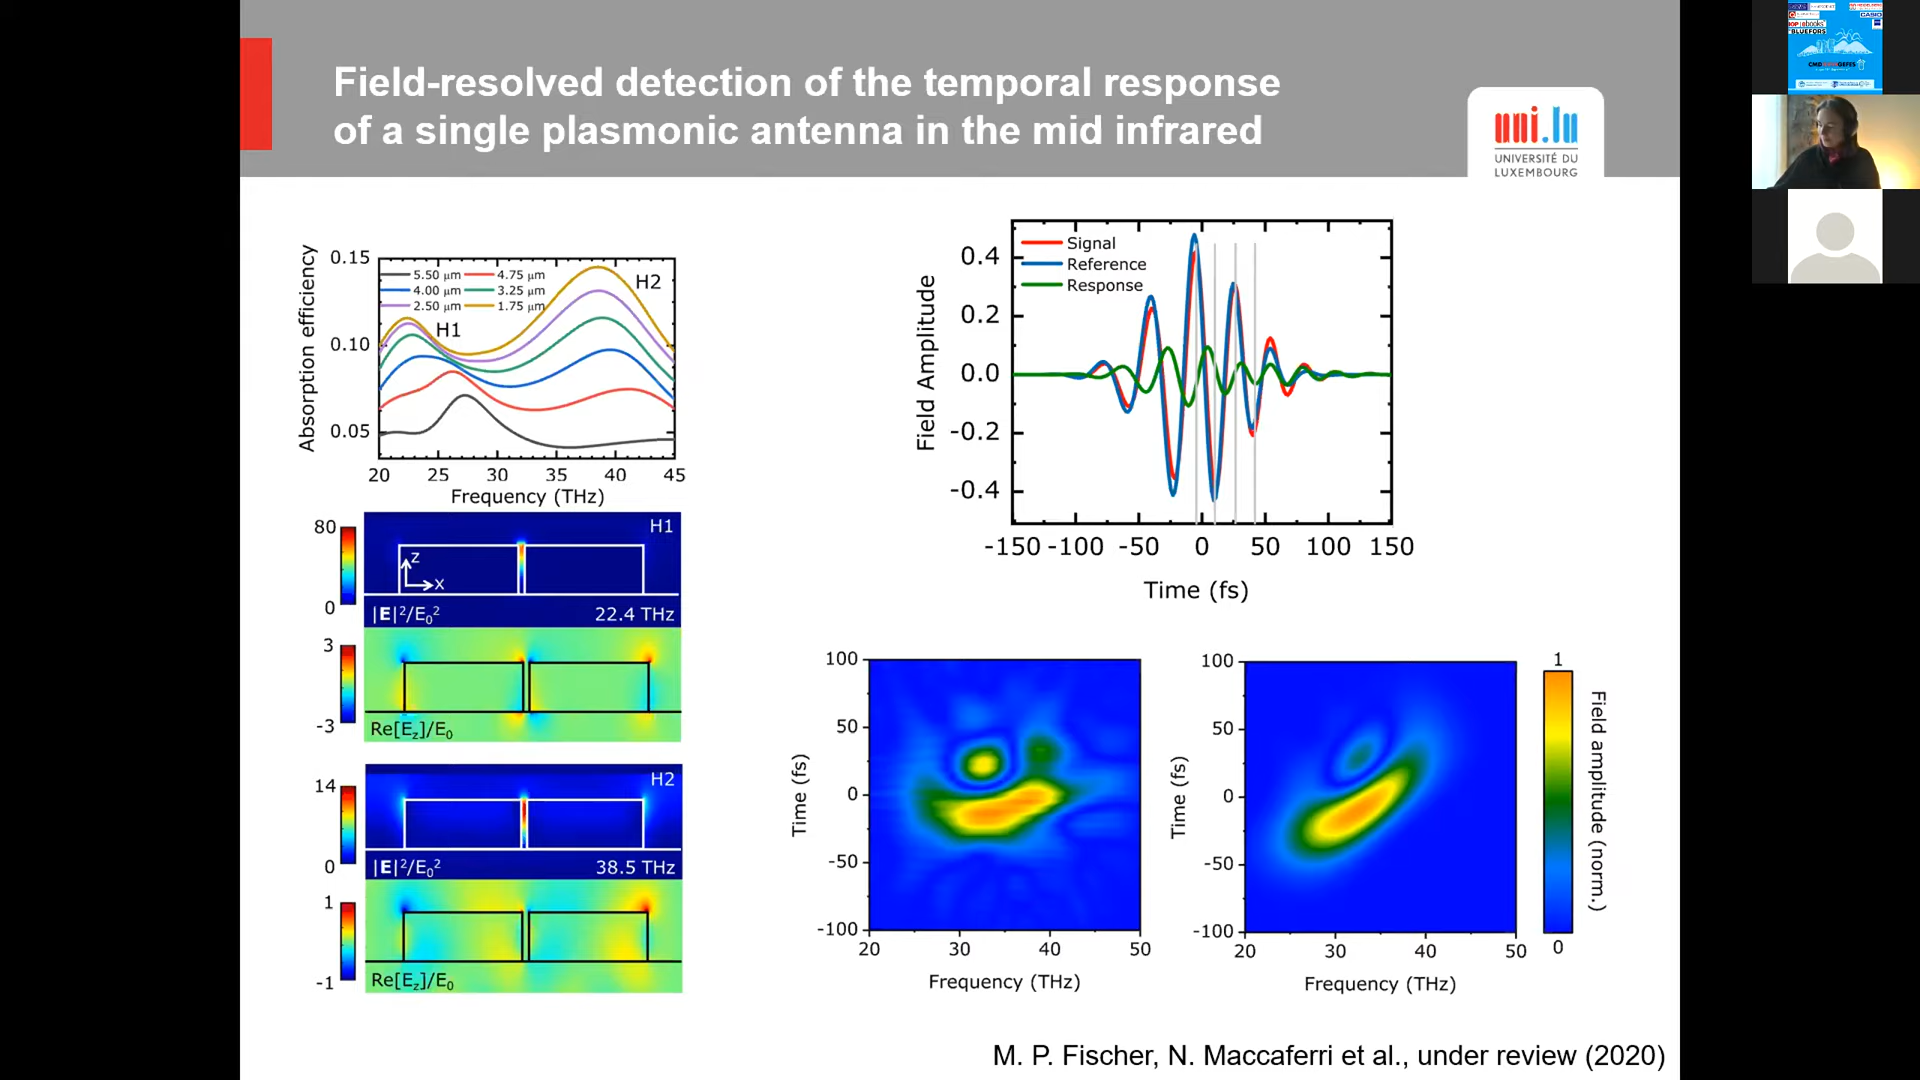 Field-resolved detection of the temporal response
of a single plasmonic antenna in the mid infrared
uni.lu
UNIVERSITÉ DU
LUXEMBOURG
0.15
0.10
0.05
Absorption efficiency
5.50 μm
4.75 μm
4.00 μm
3.25 μm
2.50 μm
1.75 μm
H1
H2
20 25 30 35 40 45
Frequency (THz)
80
0
H1
z
x
|E|²/E₀²
22.4 THz
3
-3
Re[E_z]/E₀
14
0
H2
|E|²/E₀²
38.5 THz
1
-1
Re[E_z]/E₀
Signal
Reference
Response
0.4
0.2
0.0
-0.2
-0.4
Field Amplitude
-150 -100 -50 0 50 100 150
Time (fs)
100
50
0
-50
-100
Time (fs)
20 30 40 50
Frequency (THz)
100
50
0
-50
-100
Time (fs)
20 30 40 50
Frequency (THz)
1
0
Field amplitude (norm.)
M. P. Fischer, N. Maccaferri et al., under review (2020)
CASIO
IOP ebooks
BLUEFORS